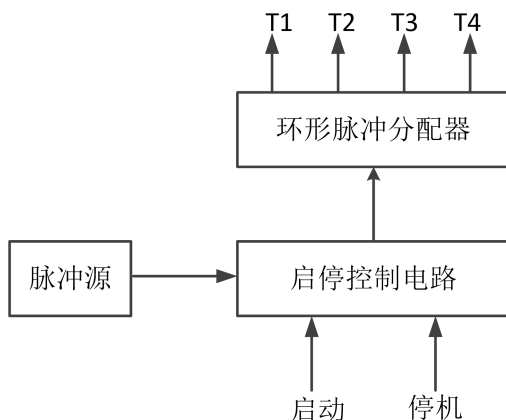 T1 T2 T3 T4
环形脉冲分配器
脉冲源
启停控制电路
启动
停机